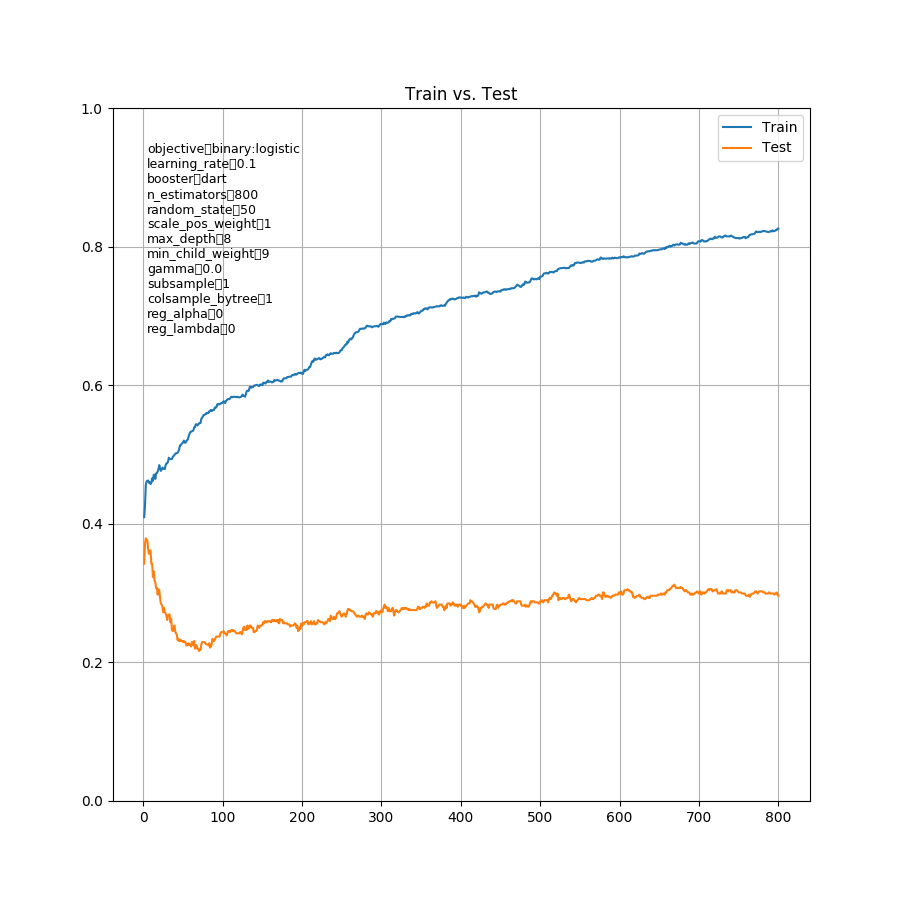 Train vs. Test
1.0
0.8
0.6
0.4
0.2
0.0
objective▯binary:logistic
learning_rate▯0.1
booster▯dart
n_estimators▯800
random_state▯50
scale_pos_weight▯1
max_depth▯8
min_child_weight▯9
gamma▯0.0
subsample▯1
colsample_bytree▯1
reg_alpha▯0
reg_lambda▯0
Train
Test
0 100 200 300 400 500 600 700 800